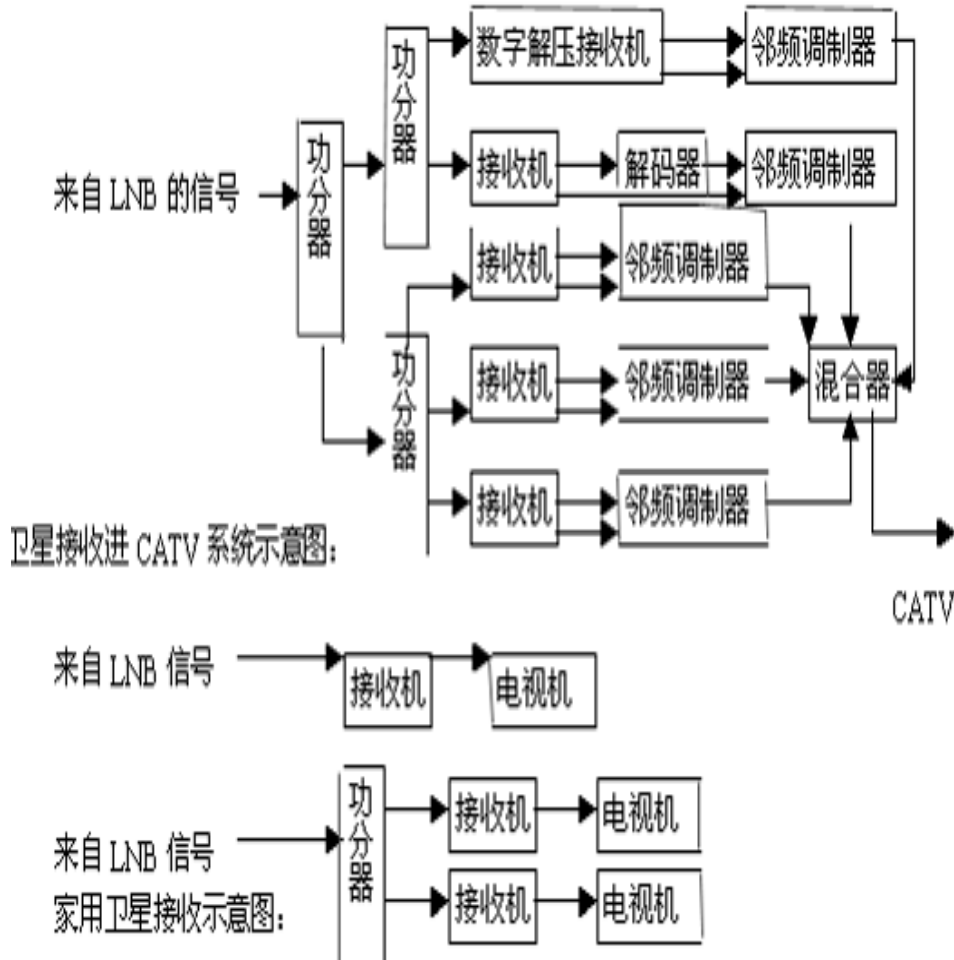 数字解压接收机 邻频调制器
功分器
功分器
来自 LNB 的信号
接收机 解码器 邻频调制器
接收机 邻频调制器
功分器
接收机 邻频调制器 混合器
接收机 邻频调制器
卫星接收进 CATV 系统示意图：
CATV
来自 LNB 信号
接收机 电视机
功分器
接收机 电视机
来自 LNB 信号
接收机 电视机
家用卫星接收示意图：